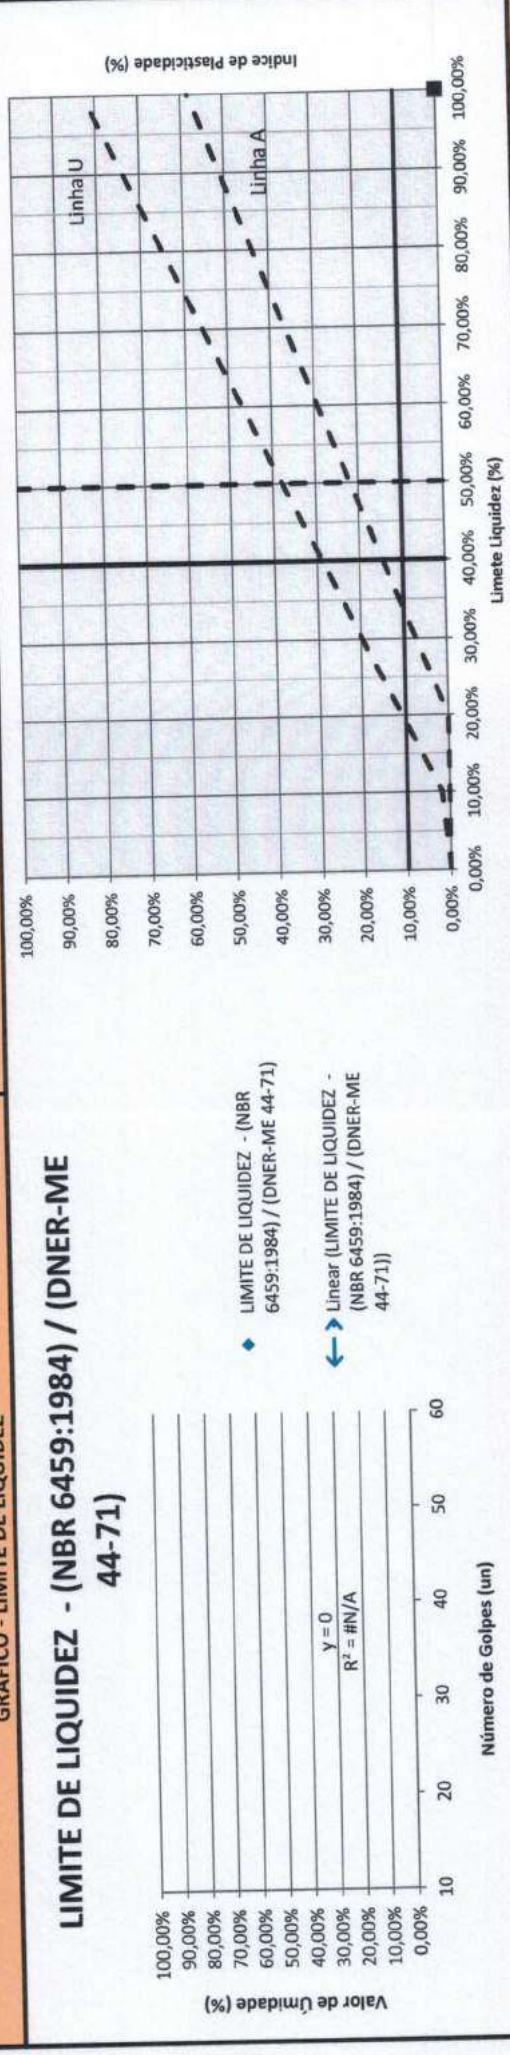 GRÁFICO - LIMITE DE LIQUIDEZ
LIMITE DE LIQUIDEZ - (NBR 6459:1984) / (DNER-ME
44-71)
Valor de Úmidade (%)
100,00%
90,00%
80,00%
70,00%
60,00%
50,00%
40,00%
30,00%
20,00%
10,00%
0,00%
y = 0
R² = #N/A
10
20
30
40
50
60
Número de Golpes (un)
LIMITE DE LIQUIDEZ - (NBR
6459:1984) / (DNER-ME 44-71)
Linear (LIMITE DE LIQUIDEZ -
(NBR 6459:1984) / (DNER-ME
44-71))
100,00%
90,00%
80,00%
70,00%
60,00%
50,00%
40,00%
30,00%
20,00%
10,00%
0,00%
Linha U
Linha A
0,00%
10,00%
20,00%
30,00%
40,00%
50,00%
60,00%
70,00%
80,00%
90,00%
100,00%
Limete Liquidez (%)
Indice de Plasticidade (%)